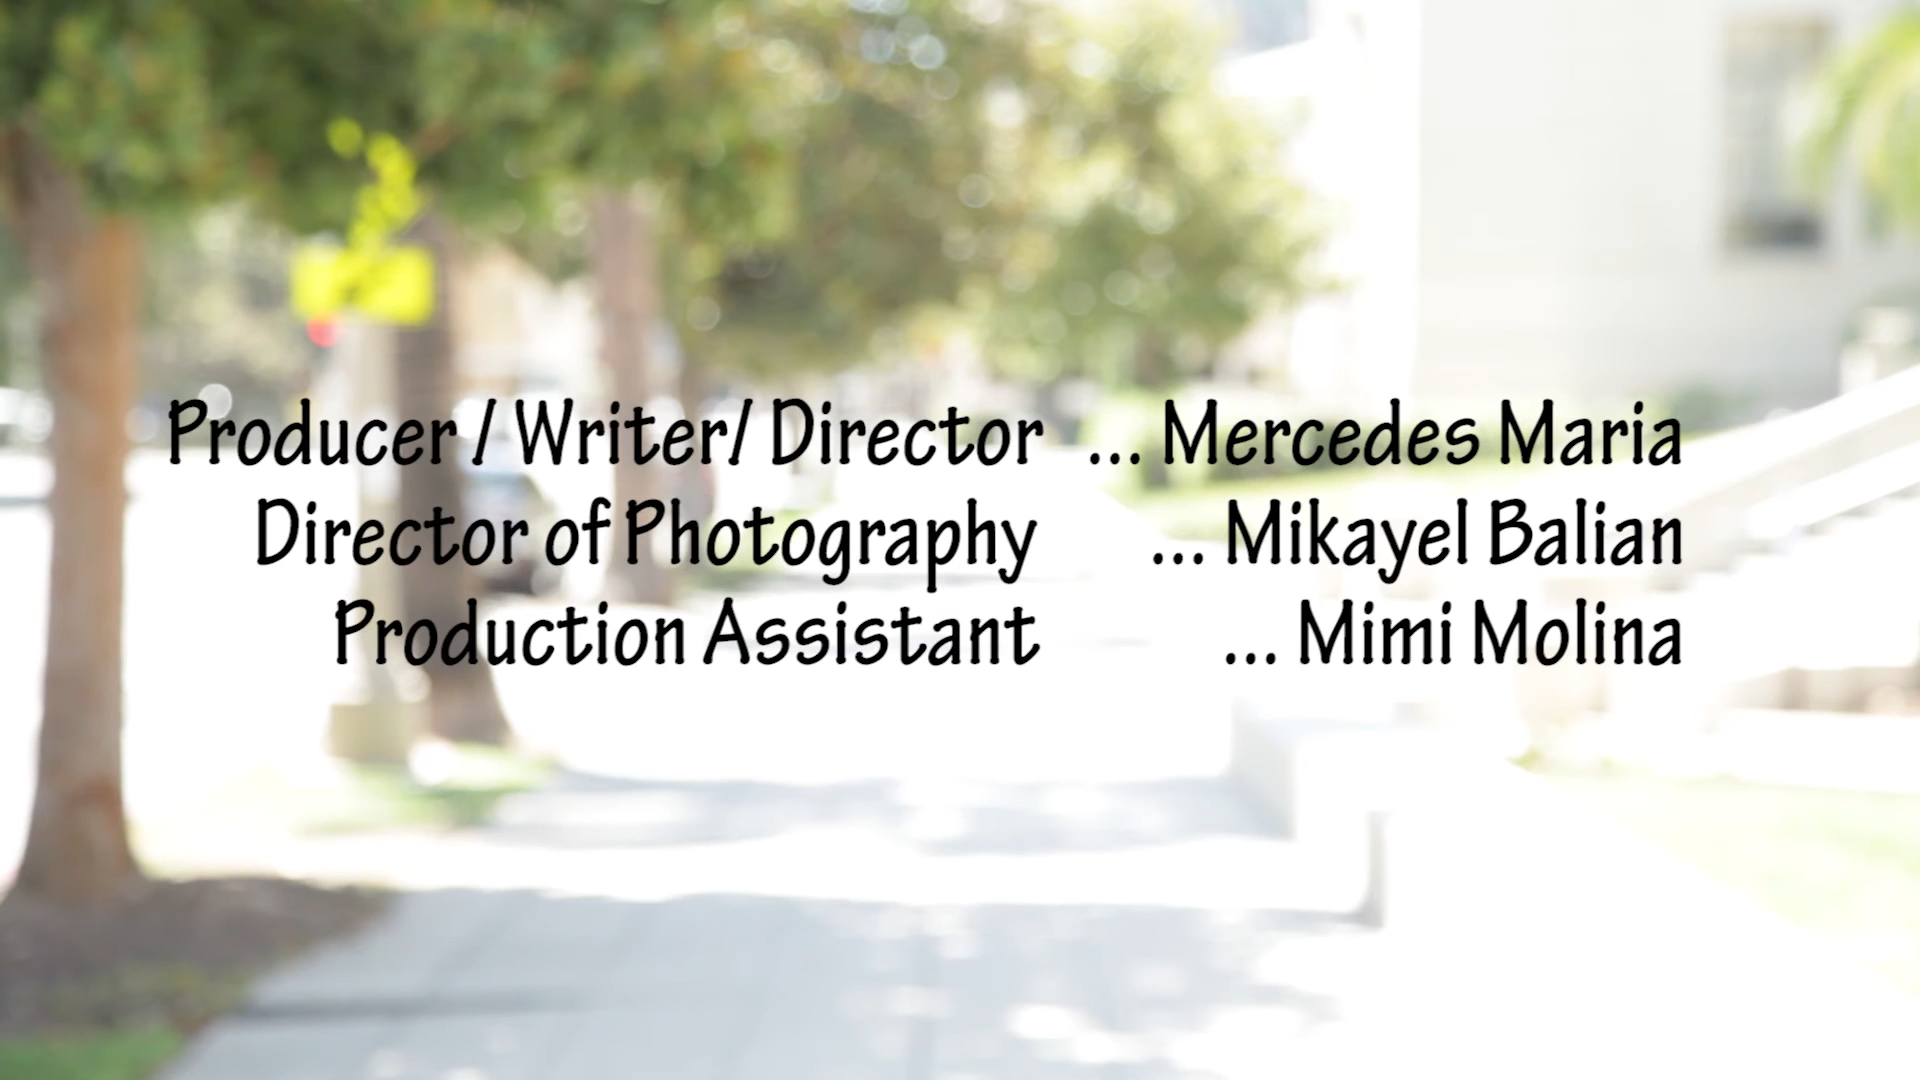 Producer / Writer/ Director ... Mercedes Maria
Director of Photography ... Mikayel Balian
Production Assistant ... Mimi Molina